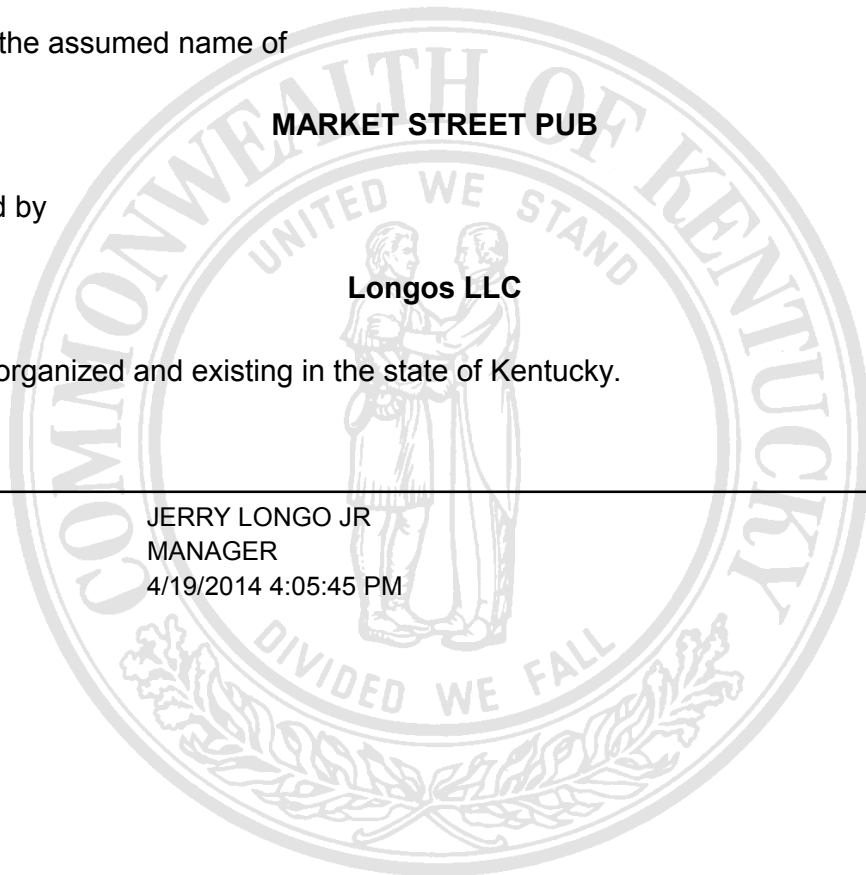 the assumed name of
MARKET STREET PUB
d by
Longos LLC
organized and existing in the state of Kentucky.
JERRY LONGO JR
MANAGER
4/19/2014 4:05:45 PM
COMMONWEALTH OF KENTUCKY
UNITED WE STAND
DIVIDED WE FALL